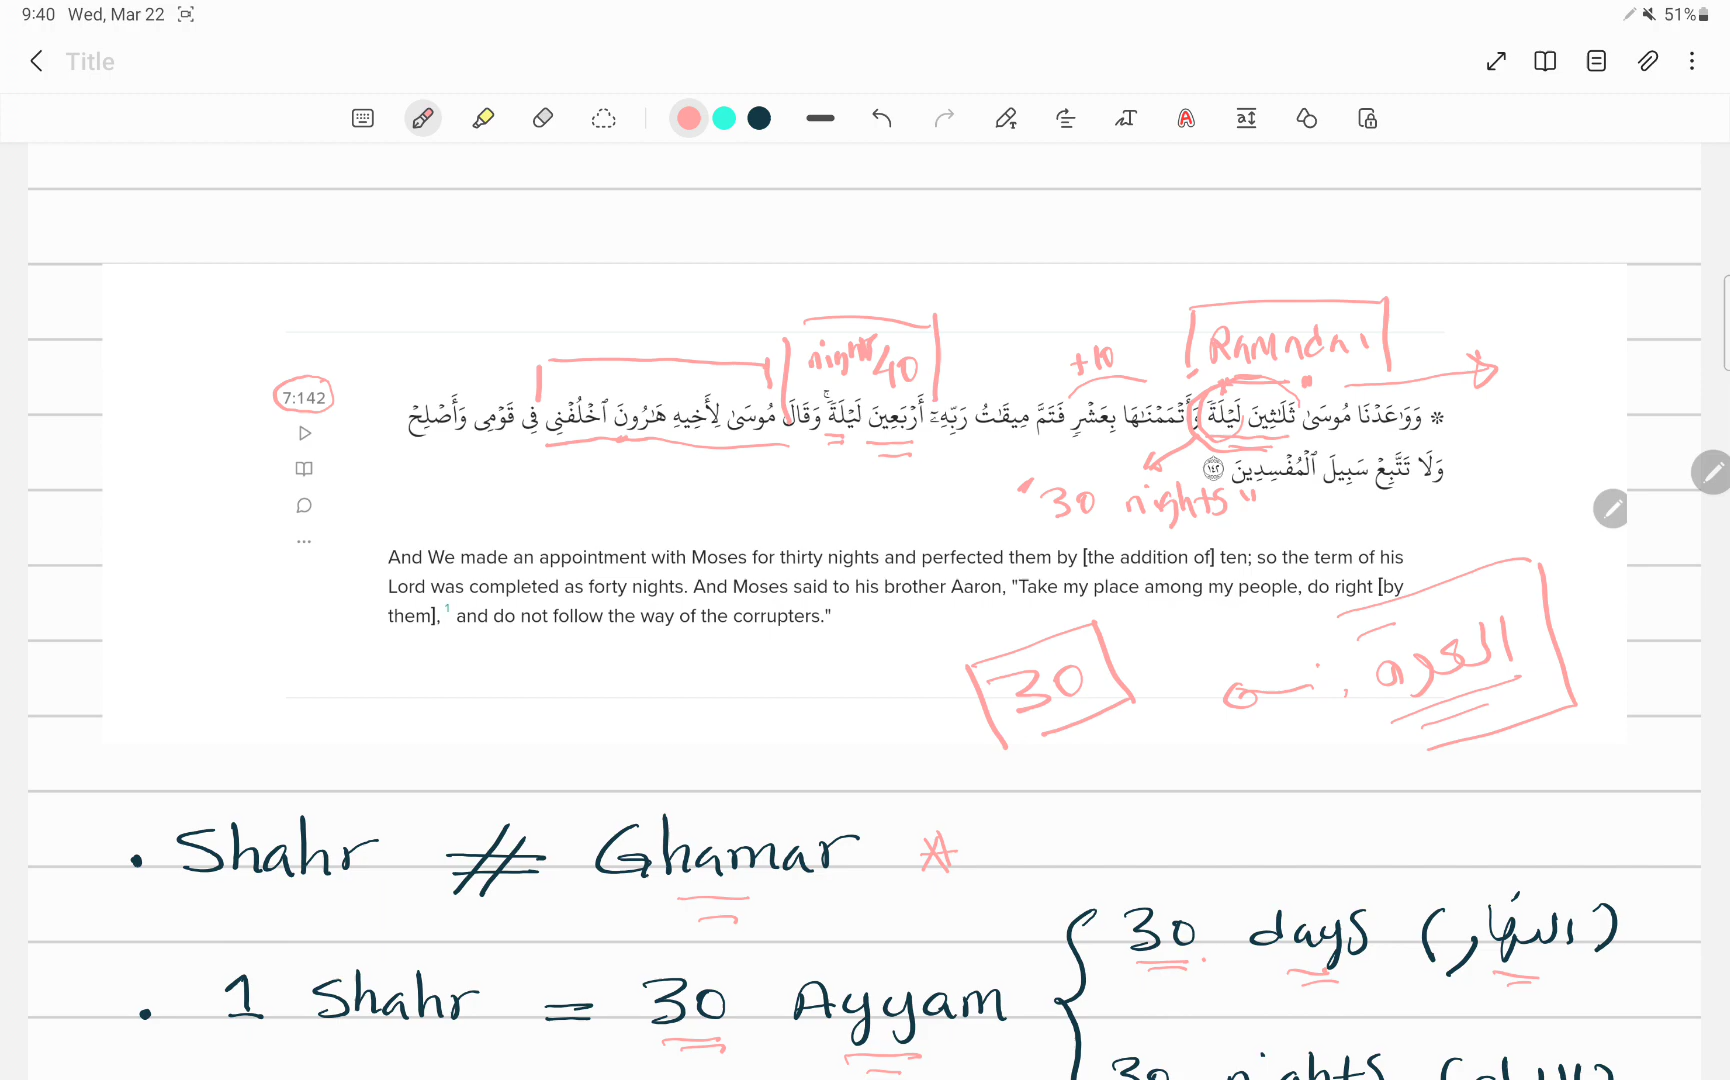 9:40 Wed, Mar 22
51%
Title
Ramadan
night 40
+10
7:142
۞ وَوَٰعَدْنَا مُوسَىٰ ثَلَـٰثِينَ لَيْلَةً وَأَتْمَمْنَـٰهَا بِعَشْرٍ فَتَمَّ مِيقَـٰتُ رَبِّهِۦٓ أَرْبَعِينَ لَيْلَةً ۚ وَقَالَ مُوسَىٰ لِأَخِيهِ هَـٰرُونَ ٱخْلُفْنِى فِى قَوْمِى وَأَصْلِحْ
وَلَا تَتَّبِعْ سَبِيلَ ٱلْمُفْسِدِينَ ١٤٢
"30 nights"
And We made an appointment with Moses for thirty nights and perfected them by [the addition of] ten; so the term of his
Lord was completed as forty nights. And Moses said to his brother Aaron, "Take my place among my people, do right [by
them],1 and do not follow the way of the corrupters."
30
• Shahr ≠ Ghamar
30 days (النهار)
• 1 Shahr = 30 Ayyam
30 nights